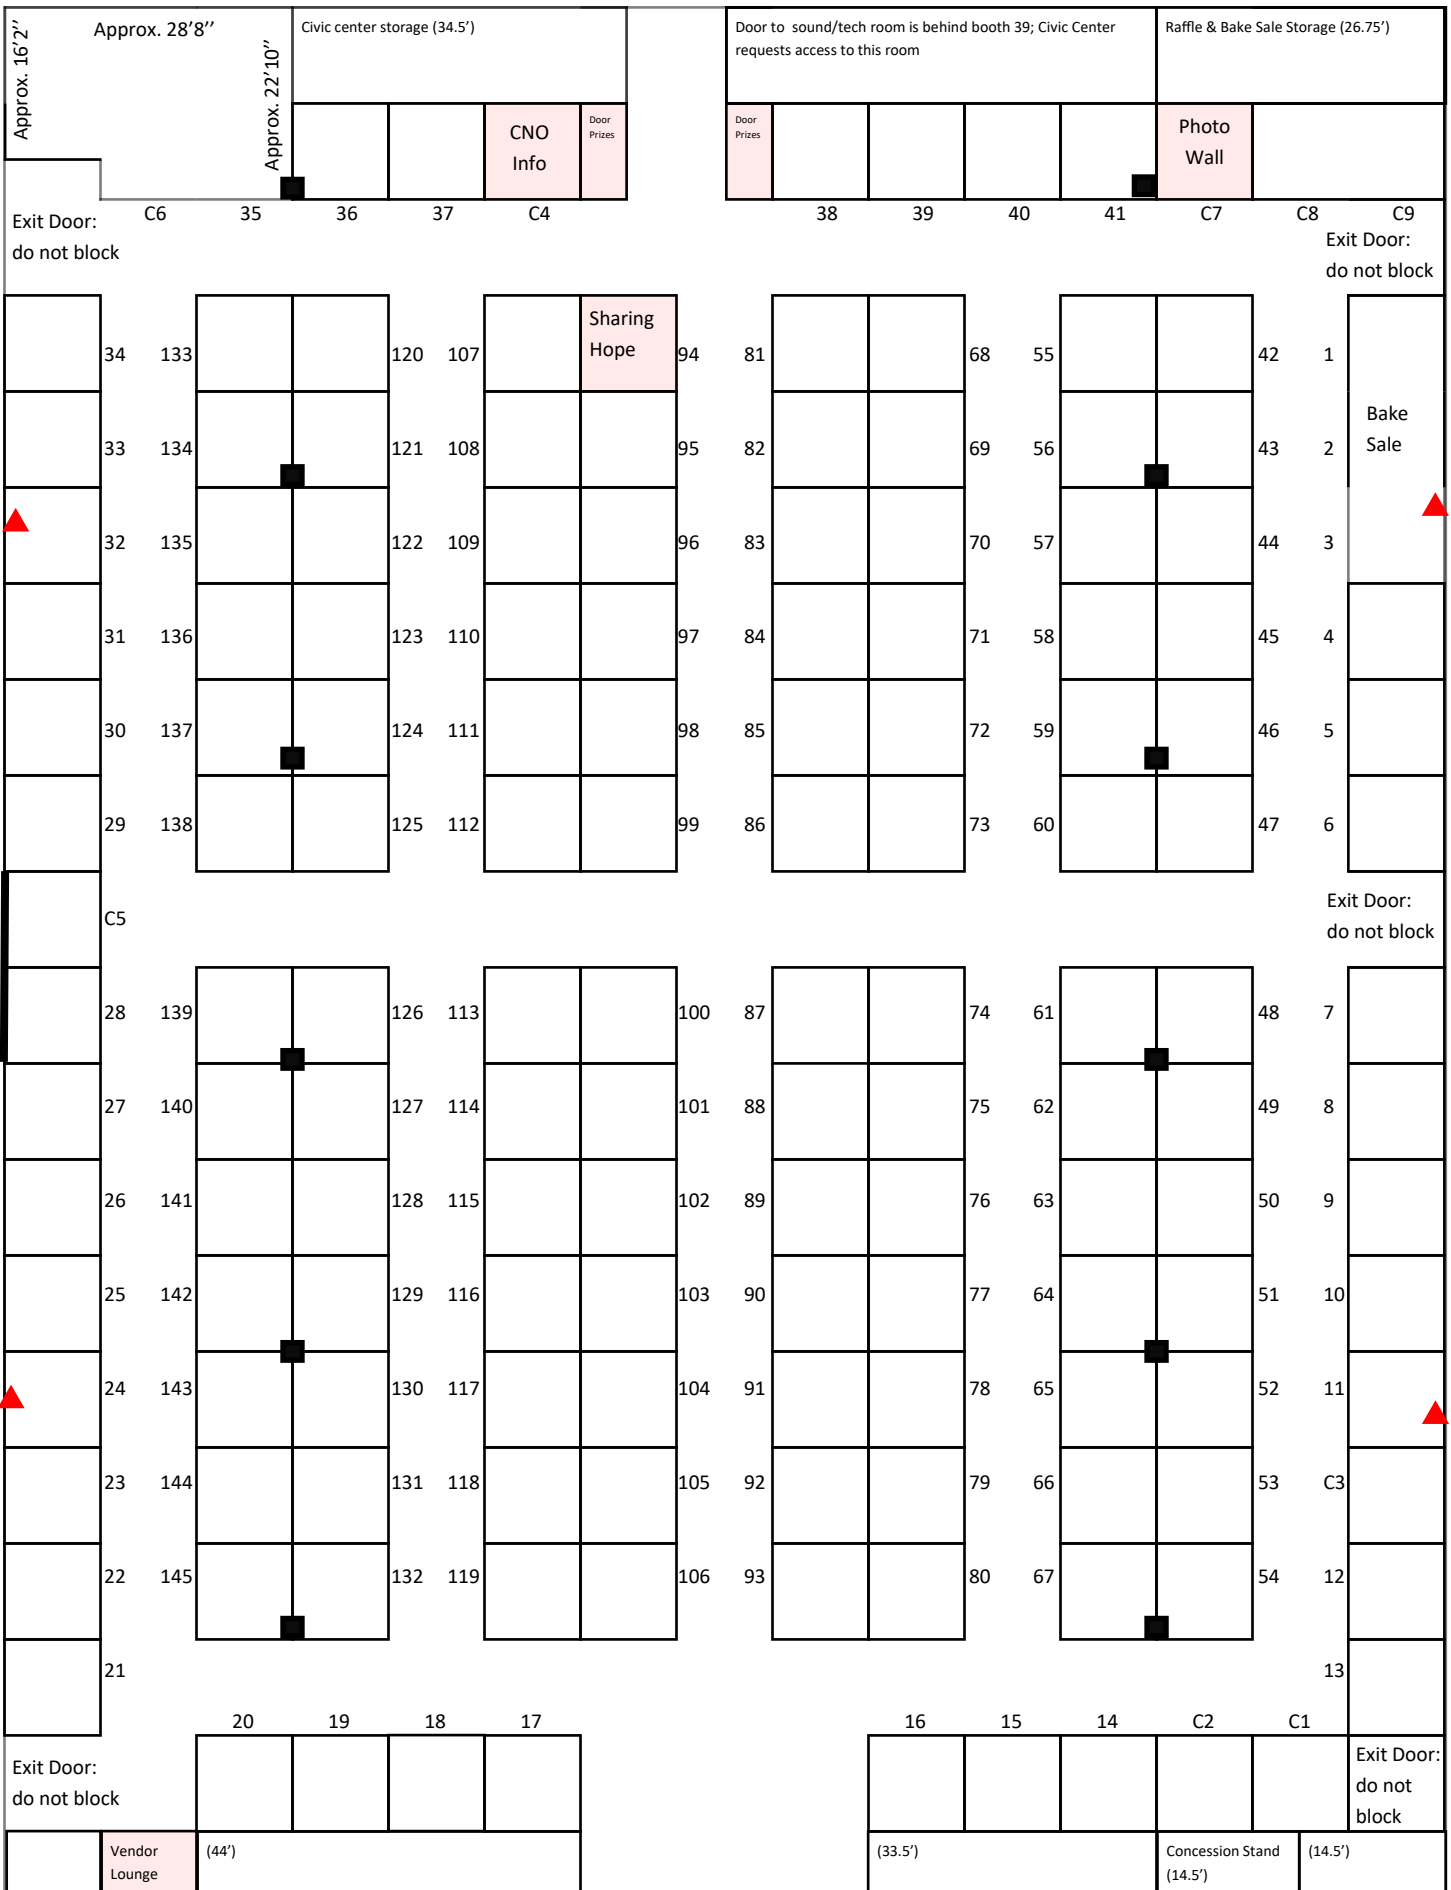 Approx. 16’2’’
Approx. 28’8’’
Approx. 22’10’’
Civic center storage (34.5’)
Door to sound/tech room is behind booth 39; Civic Center
requests access to this room
Raffle & Bake Sale Storage (26.75’)
CNO
Info
Door
Prizes
Door
Prizes
Photo
Wall
C6 35 36 37 C4 38 39 40 41 C7 C8 C9
Exit Door:
do not block
Exit Door:
do not block
Sharing
Hope
34 133 120 107 94 81 68 55 42 1
Bake
Sale
33 134 121 108 95 82 69 56 43 2
32 135 122 109 96 83 70 57 44 3
31 136 123 110 97 84 71 58 45 4
30 137 124 111 98 85 72 59 46 5
29 138 125 112 99 86 73 60 47 6
C5
Exit Door:
do not block
28 139 126 113 100 87 74 61 48 7
27 140 127 114 101 88 75 62 49 8
26 141 128 115 102 89 76 63 50 9
25 142 129 116 103 90 77 64 51 10
24 143 130 117 104 91 78 65 52 11
23 144 131 118 105 92 79 66 53 C3
22 145 132 119 106 93 80 67 54 12
21 13
20 19 18 17 16 15 14 C2 C1
Exit Door:
do not block
Exit Door:
do not
block
Vendor
Lounge
(44’)
(33.5’)
Concession Stand
(14.5’)
(14.5’)